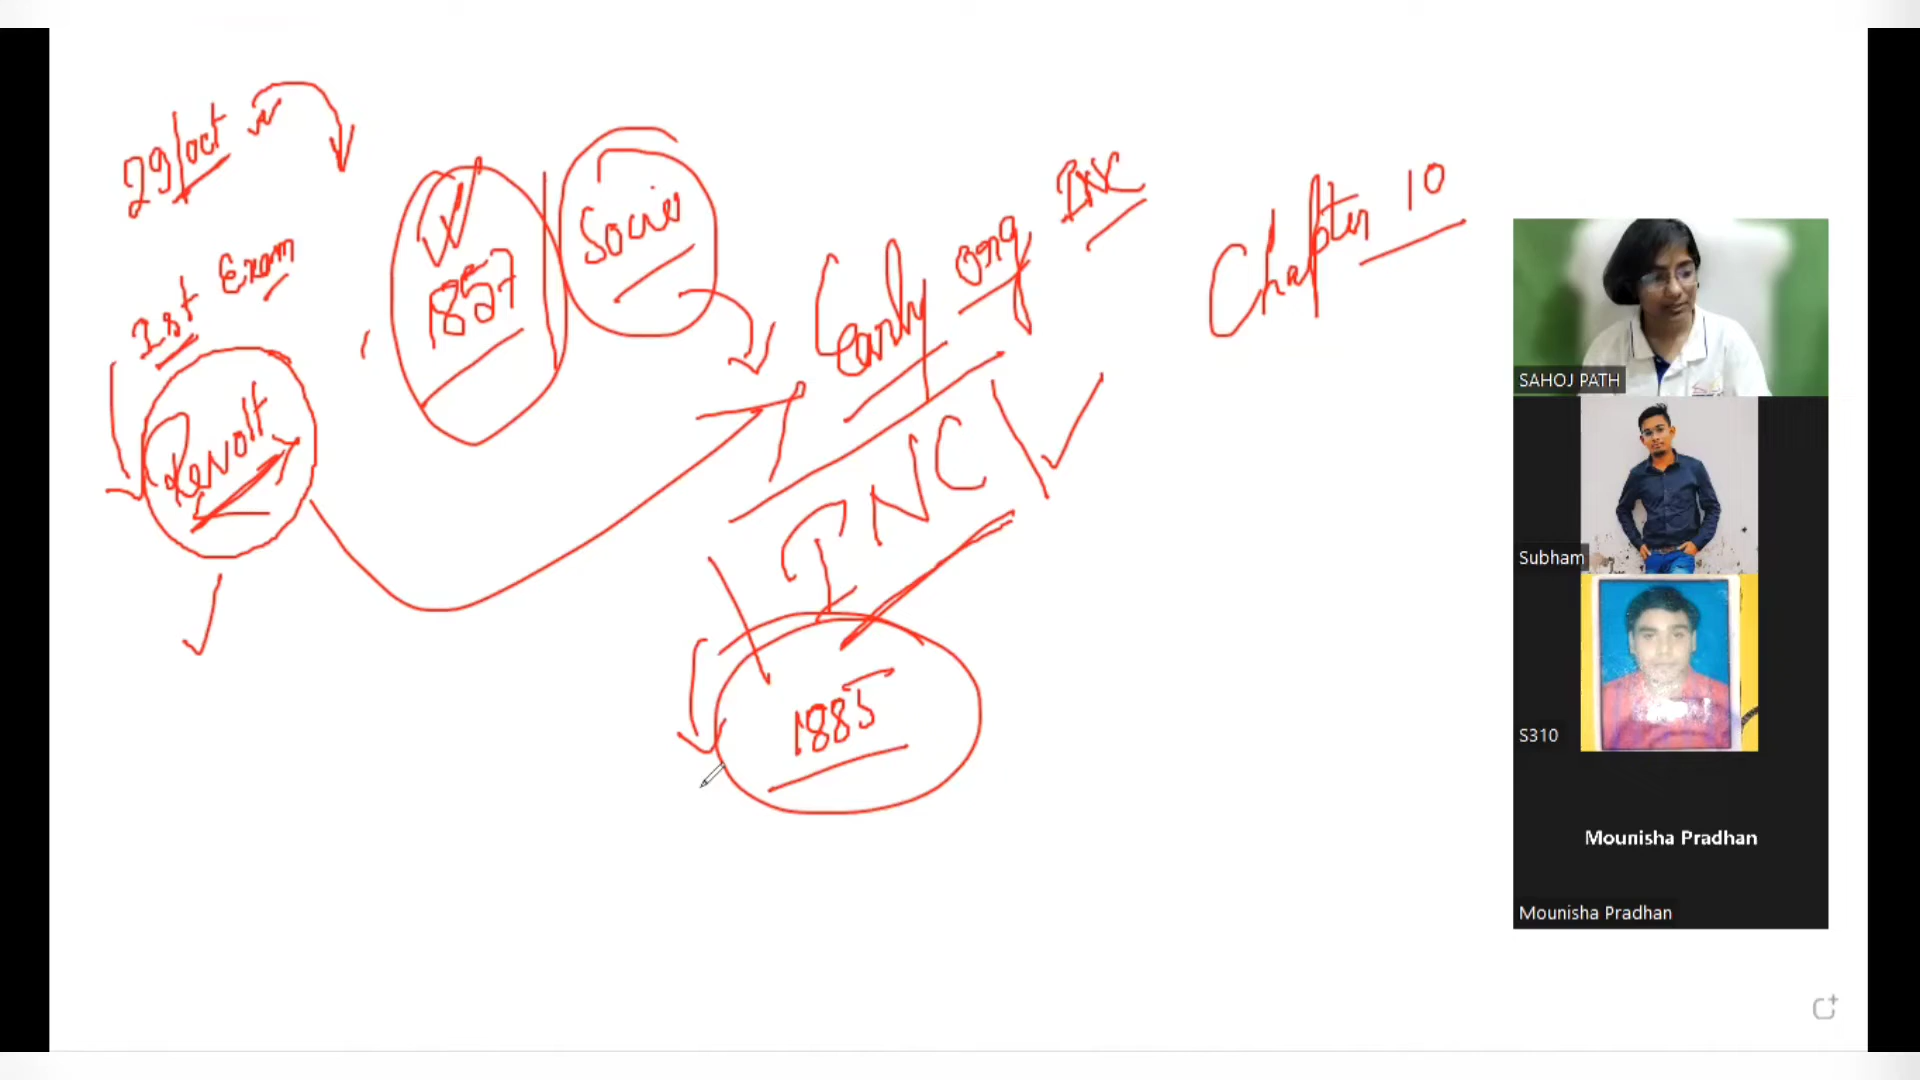 29/oct
1st Exam
Revolt
1857
Socio
Early org
INC
Chapter 10
INC
1885
SAHOJ PATH
Subham
S310
Mounisha Pradhan
Mounisha Pradhan